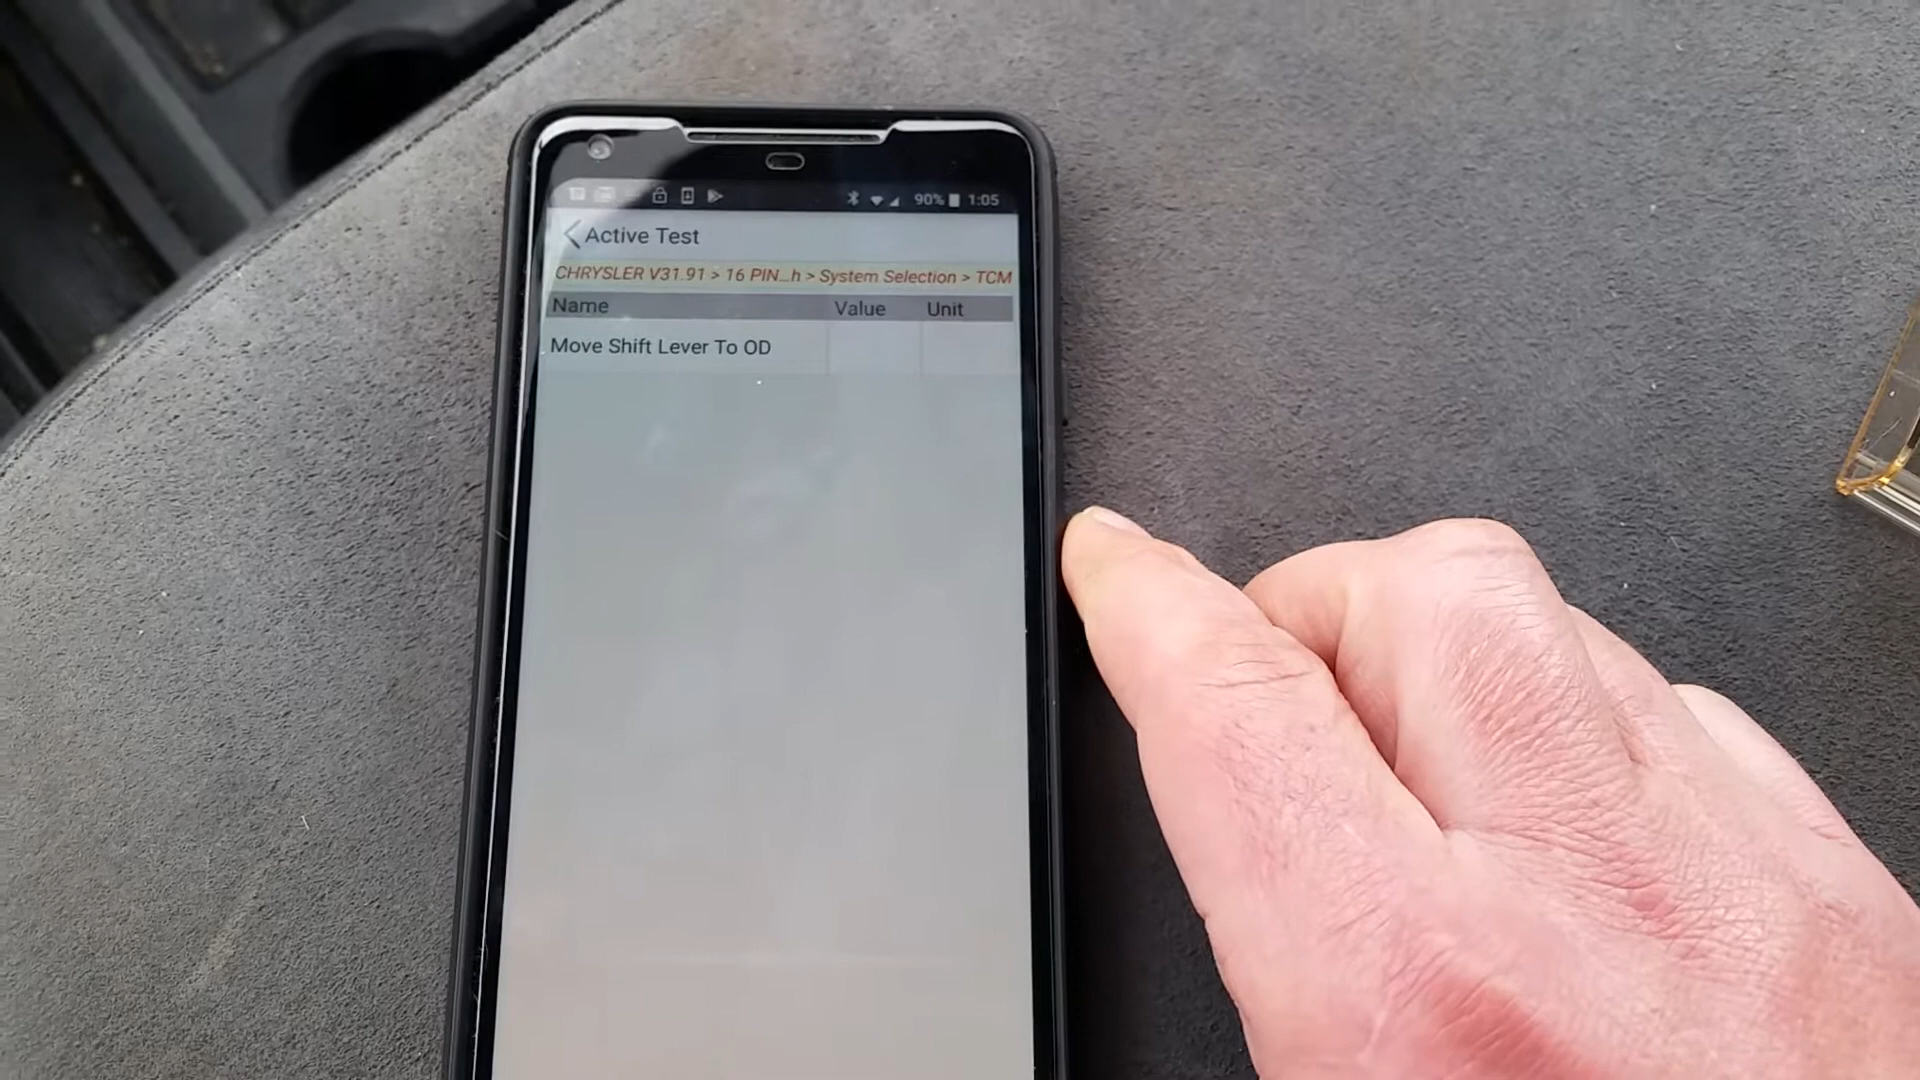 90% 1:05
Active Test
CHRYSLER V31.91 > 16 PIN...h > System Selection > TCM
Name Value Unit
Move Shift Lever To OD